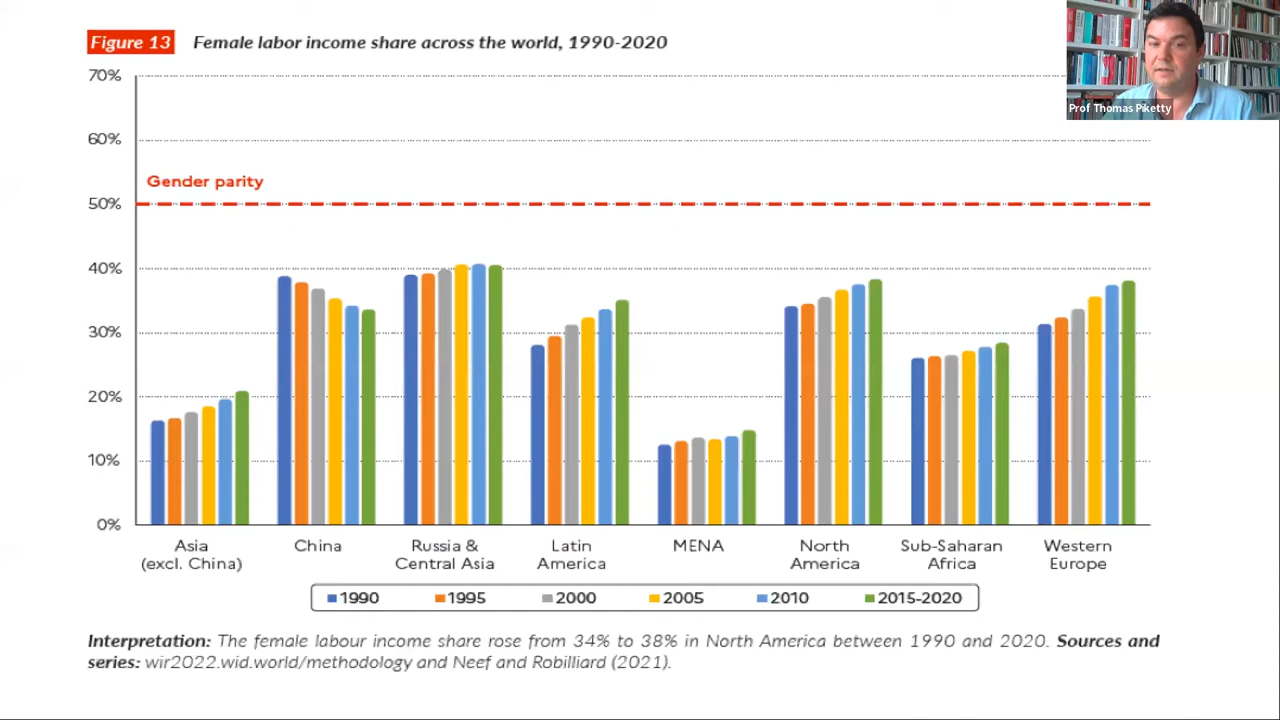 Figure 13 Female labor income share across the world, 1990-2020
Prof Thomas Piketty
70%
60%
Gender parity
50%
40%
30%
20%
10%
0%
Asia
(excl. China)
China
Russia &
Central Asia
Latin
America
MENA
North
America
Sub-Saharan
Africa
Western
Europe
1990 1995 2000 2005 2010 2015-2020
Interpretation: The female labour income share rose from 34% to 38% in North America between 1990 and 2020. Sources and
series: wir2022.wid.world/methodology and Neef and Robilliard (2021).